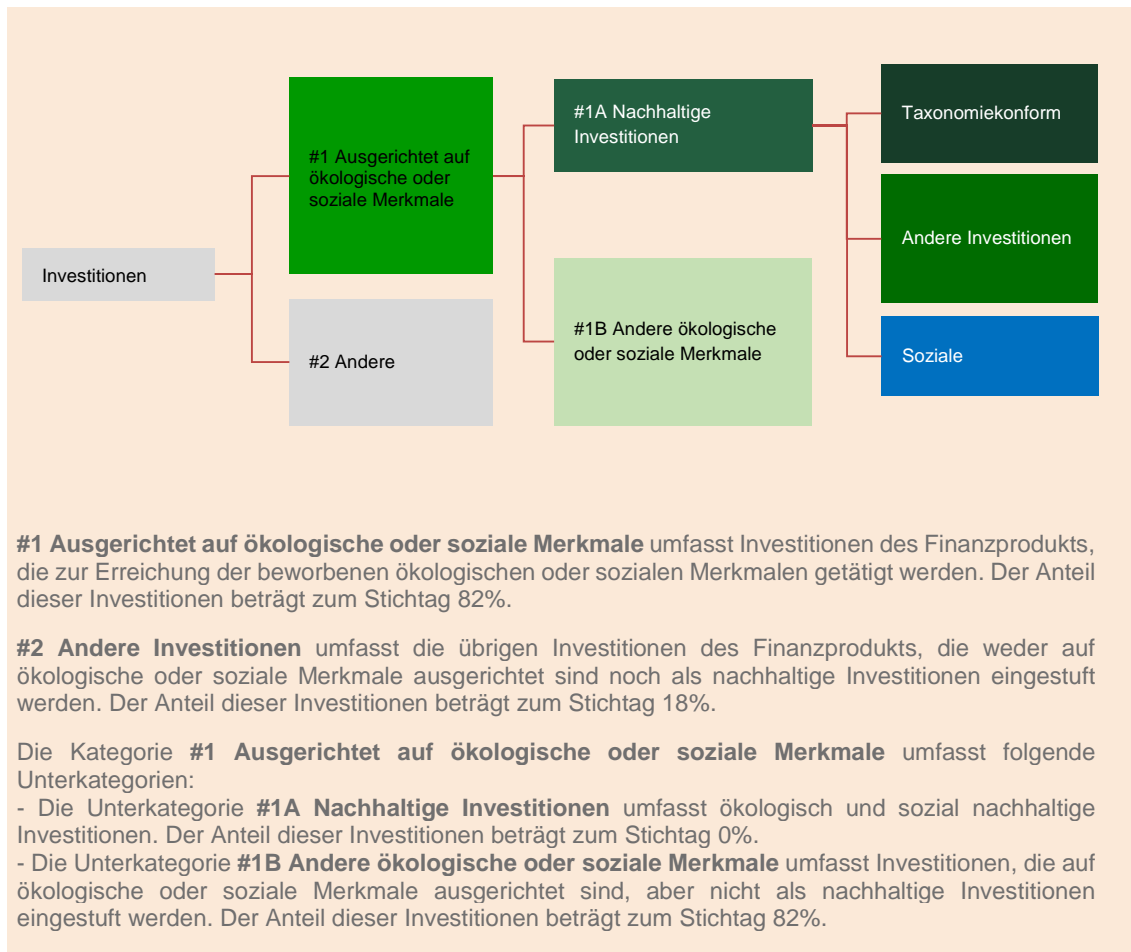 #1 Ausgerichtet auf
ökologische oder
soziale Merkmale
#1A Nachhaltige
Investitionen
Taxonomiekonform
Andere Investitionen
Investitionen
#2 Andere
#1B Andere ökologische
oder soziale Merkmale
Soziale
#1 Ausgerichtet auf ökologische oder soziale Merkmale umfasst Investitionen des Finanzprodukts,
die zur Erreichung der beworbenen ökologischen oder sozialen Merkmalen getätigt werden. Der Anteil
dieser Investitionen beträgt zum Stichtag 82%.
#2 Andere Investitionen umfasst die übrigen Investitionen des Finanzprodukts, die weder auf
ökologische oder soziale Merkmale ausgerichtet sind noch als nachhaltige Investitionen eingestuft
werden. Der Anteil dieser Investitionen beträgt zum Stichtag 18%.
Die Kategorie #1 Ausgerichtet auf ökologische oder soziale Merkmale umfasst folgende
Unterkategorien:
- Die Unterkategorie #1A Nachhaltige Investitionen umfasst ökologisch und sozial nachhaltige
Investitionen. Der Anteil dieser Investitionen beträgt zum Stichtag 0%.
- Die Unterkategorie #1B Andere ökologische oder soziale Merkmale umfasst Investitionen, die auf
ökologische oder soziale Merkmale ausgerichtet sind, aber nicht als nachhaltige Investitionen
eingestuft werden. Der Anteil dieser Investitionen beträgt zum Stichtag 82%.